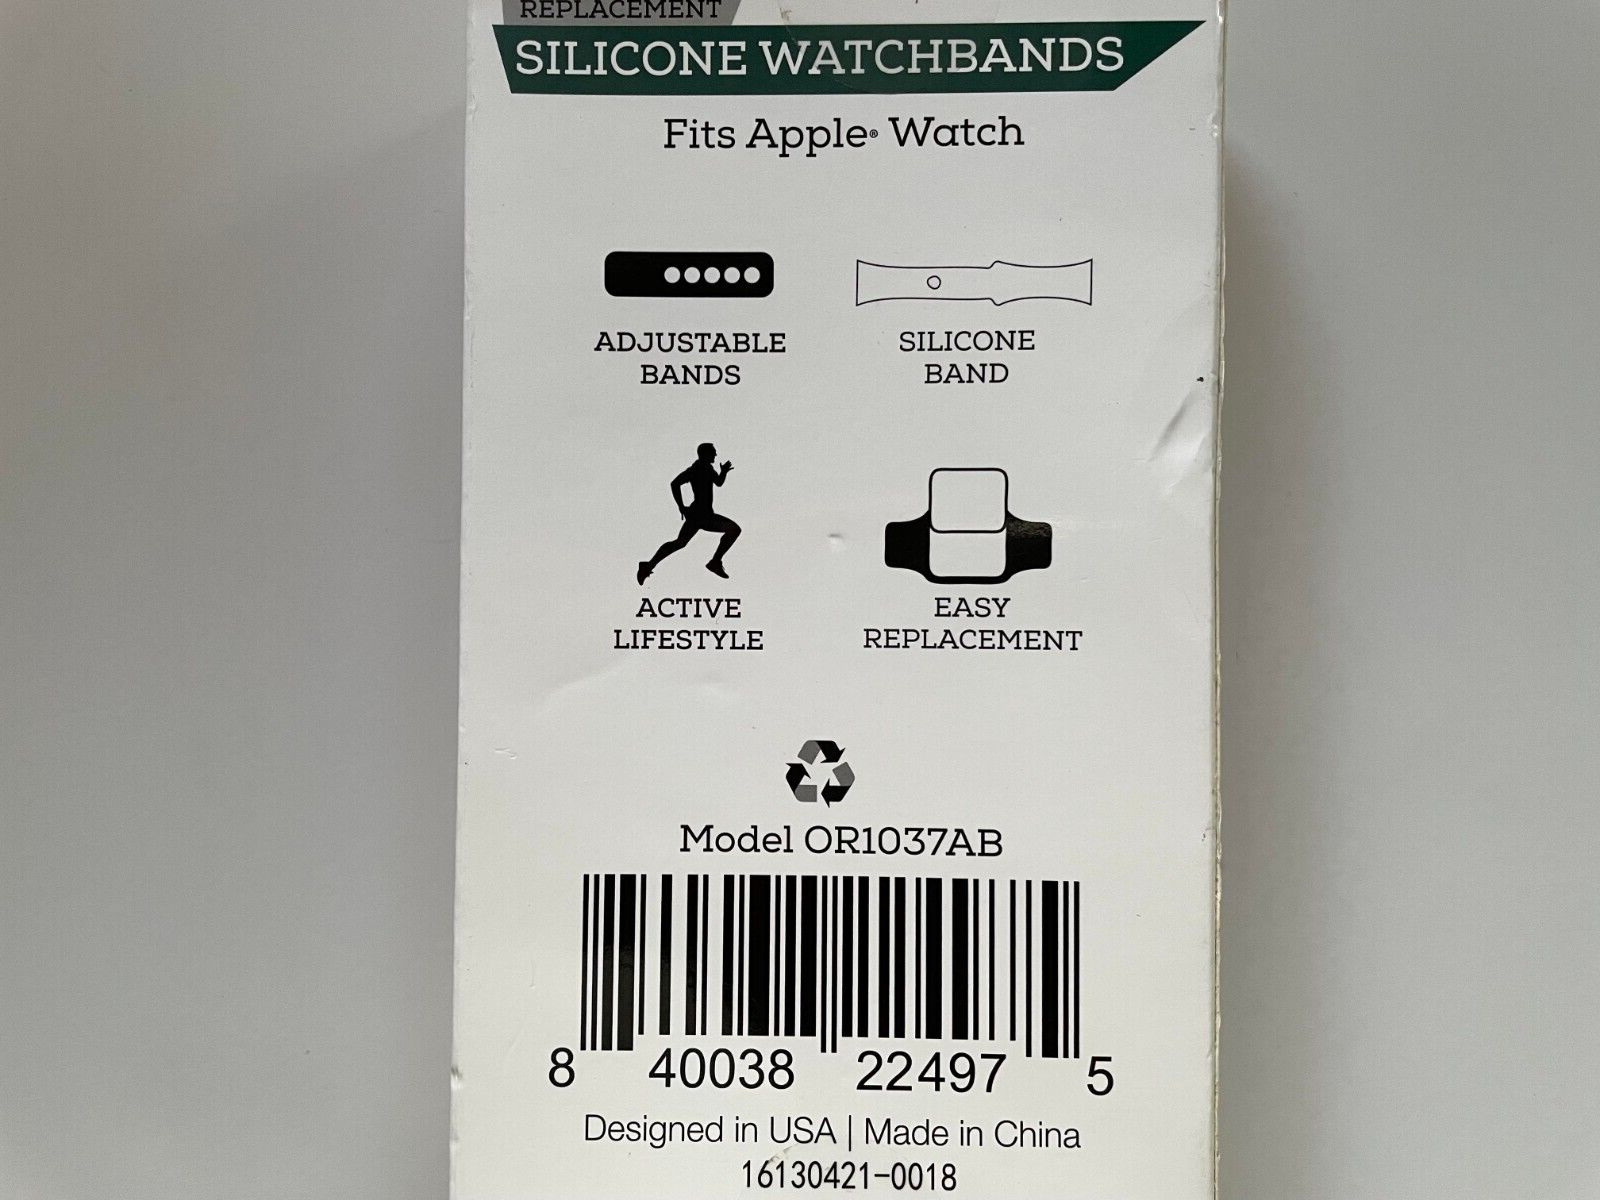 REPLACEMENT
SILICONE WATCHBANDS
Fits Apple® Watch
ADJUSTABLE
BANDS
SILICONE
BAND
ACTIVE
LIFESTYLE
EASY
REPLACEMENT
Model OR1037AB
8 40038 22497 5
Designed in USA | Made in China
16130421-0018